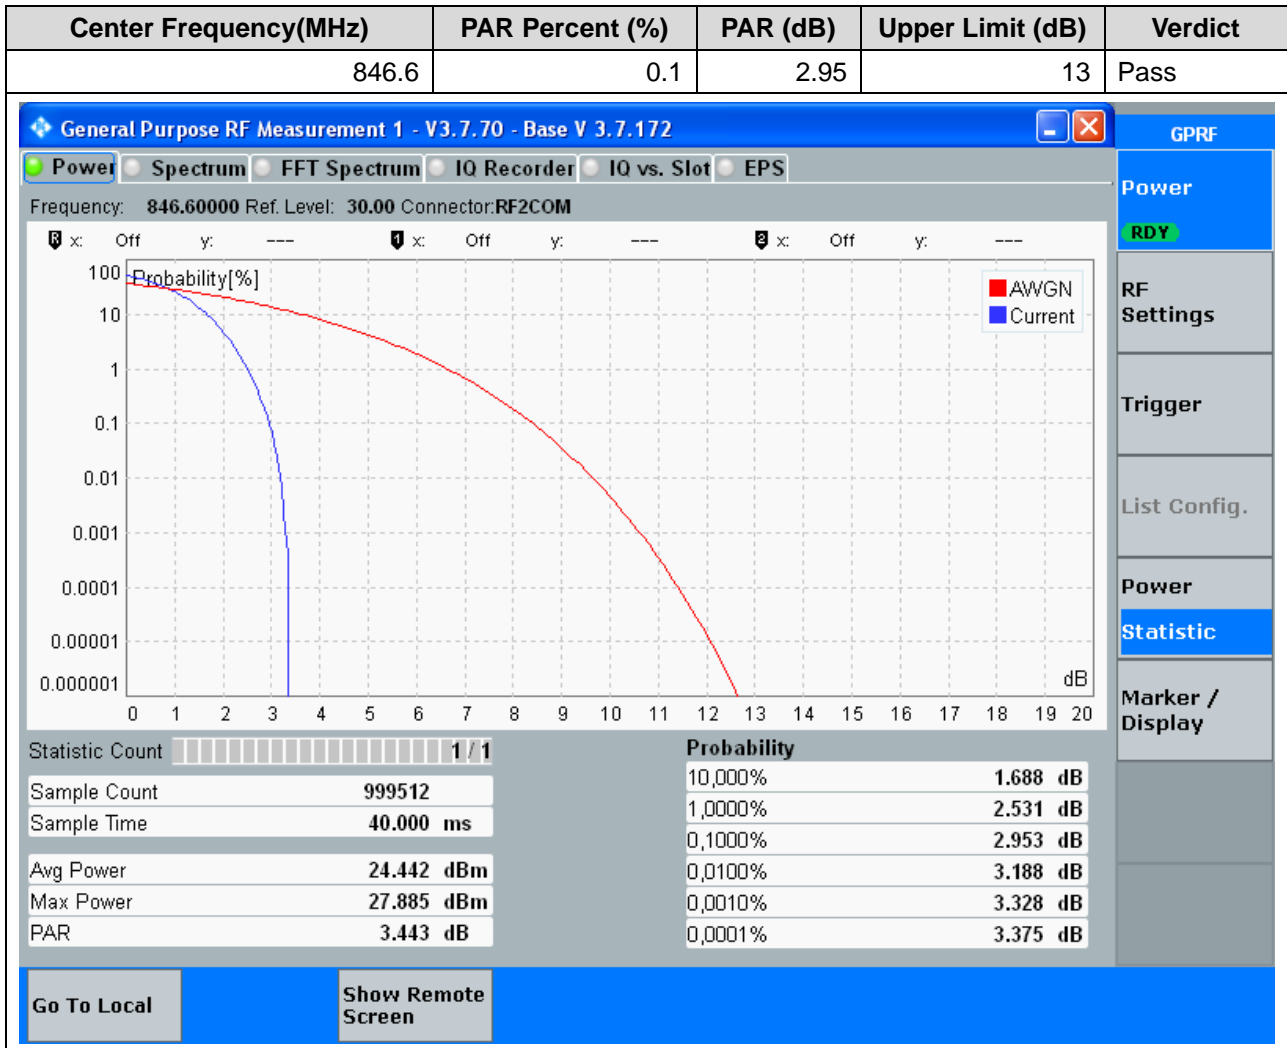 Center Frequency(MHz) PAR Percent (%) PAR (dB) Upper Limit (dB) Verdict
846.6 0.1 2.95 13 Pass
General Purpose RF Measurement 1 - V3.7.70 - Base V 3.7.172
GPRF
Power Spectrum FFT Spectrum IQ Recorder IQ vs. Slot EPS
Frequency: 846.60000 Ref. Level: 30.00 Connector:RF2COM
R x: Off y: --- 1 x: Off y: --- 2 x: Off y: ---
Probability[%]
100
10
1
0.1
0.01
0.001
0.0001
0.00001
0.000001
AWGN
Current
dB
0 1 2 3 4 5 6 7 8 9 10 11 12 13 14 15 16 17 18 19 20
Statistic Count 1 / 1
Sample Count 999512
Sample Time 40.000 ms
Avg Power 24.442 dBm
Max Power 27.885 dBm
PAR 3.443 dB
Probability
10,000% 1.688 dB
1,0000% 2.531 dB
0,1000% 2.953 dB
0,0100% 3.188 dB
0,0010% 3.328 dB
0,0001% 3.375 dB
Power
RDY
RF
Settings
Trigger
List Config.
Power
Statistic
Marker /
Display
Go To Local
Show Remote
Screen